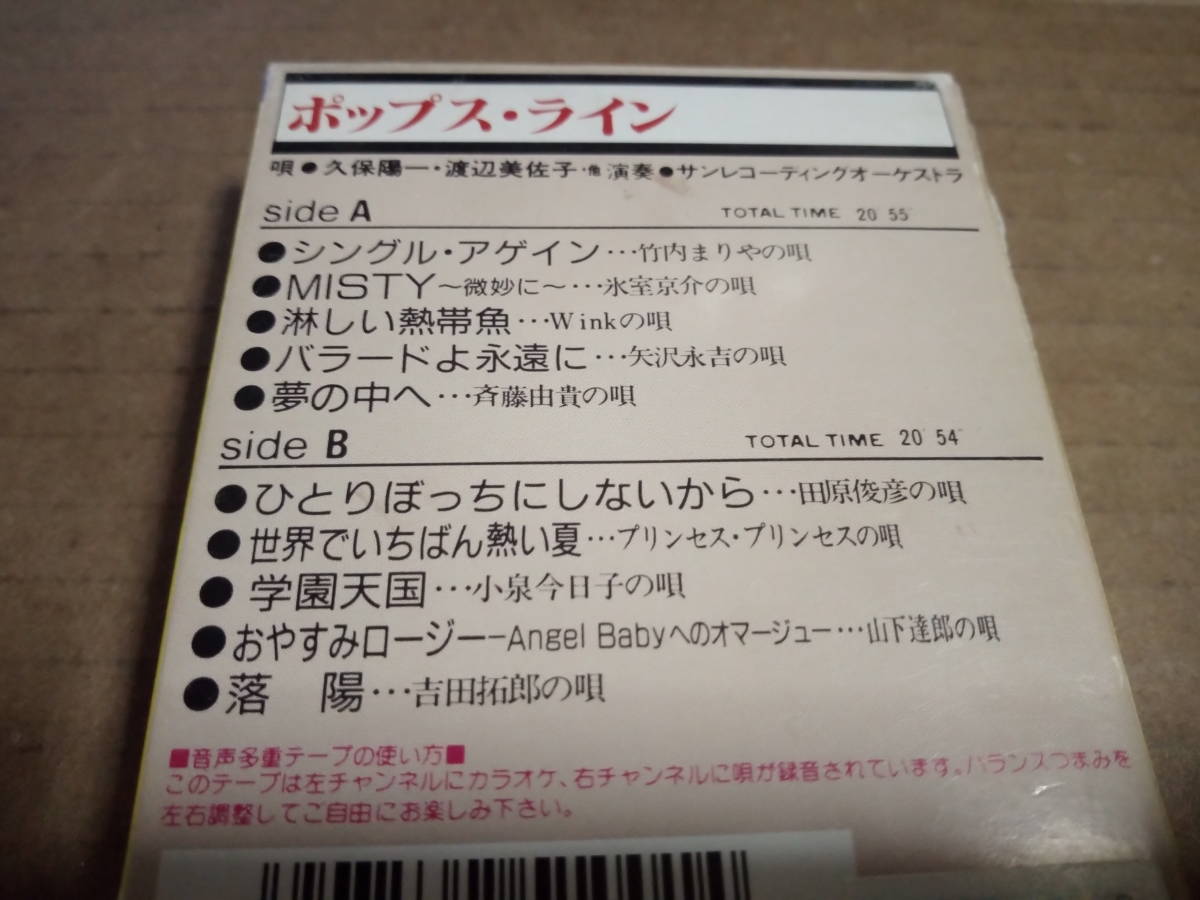 ポップス・ライン
唄●久保陽一・渡辺美佐子・他 演奏●サンレコーディングオーケストラ
side A TOTAL TIME 20′55″
●シングル・アゲイン…竹内まりやの唄
●MISTY～微妙に～…氷室京介の唄
●淋しい熱帯魚…Winkの唄
●バラードよ永遠に…矢沢永吉の唄
●夢の中へ…斉藤由貴の唄
side B TOTAL TIME 20′54″
●ひとりぼっちにしないから…田原俊彦の唄
●世界でいちばん熱い夏…プリンセス・プリンセスの唄
●学園天国…小泉今日子の唄
●おやすみロージー—Angel Babyへのオマージュー…山下達郎の唄
●落　陽…吉田拓郎の唄
■音声多重テープの使い方■
このテープは左チャンネルにカラオケ、右チャンネルに唄が録音されています。バランスつまみを
左右調整してご自由にお楽しみ下さい。